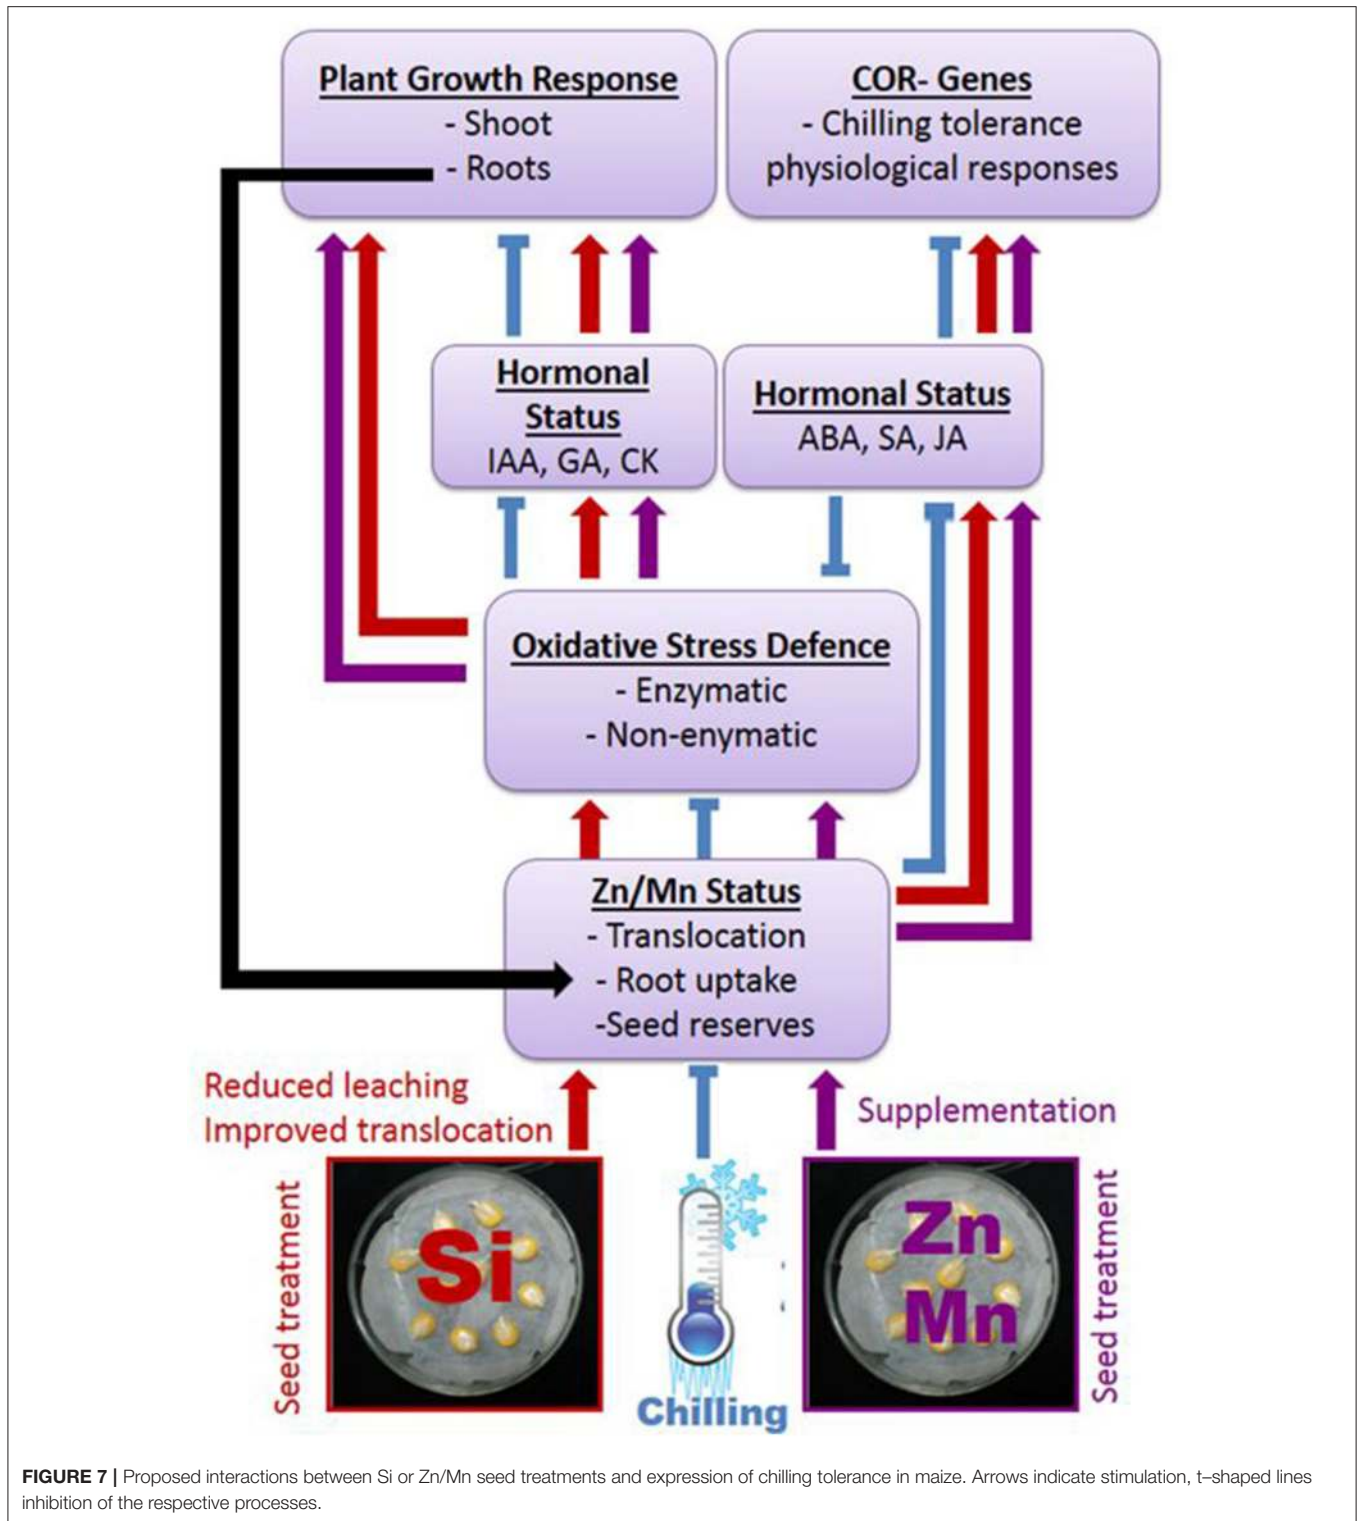 Plant Growth Response
- Shoot
- Roots
COR- Genes
- Chilling tolerance
physiological responses
Hormonal
Status
IAA, GA, CK
Hormonal Status
ABA, SA, JA
Oxidative Stress Defence
- Enzymatic
- Non-enymatic
Zn/Mn Status
- Translocation
- Root uptake
-Seed reserves
Reduced leaching
Improved translocation
Supplementation
Seed treatment
Si
Chilling
Zn
Mn
Seed treatment
FIGURE 7 | Proposed interactions between Si or Zn/Mn seed treatments and expression of chilling tolerance in maize. Arrows indicate stimulation, t–shaped lines
inhibition of the respective processes.